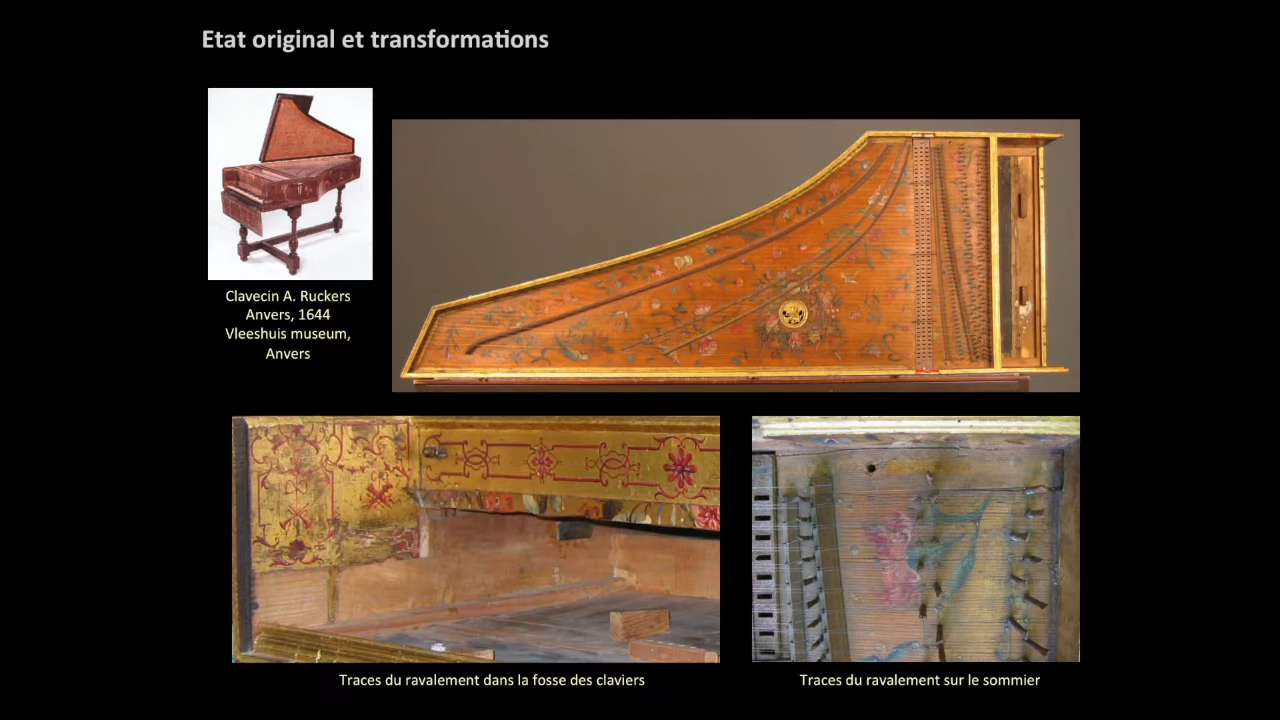 Etat original et transformations
Clavecin A. Ruckers
Anvers, 1644
Vleeshuis museum,
Anvers
Traces du ravalement dans la fosse des claviers
Traces du ravalement sur le sommier